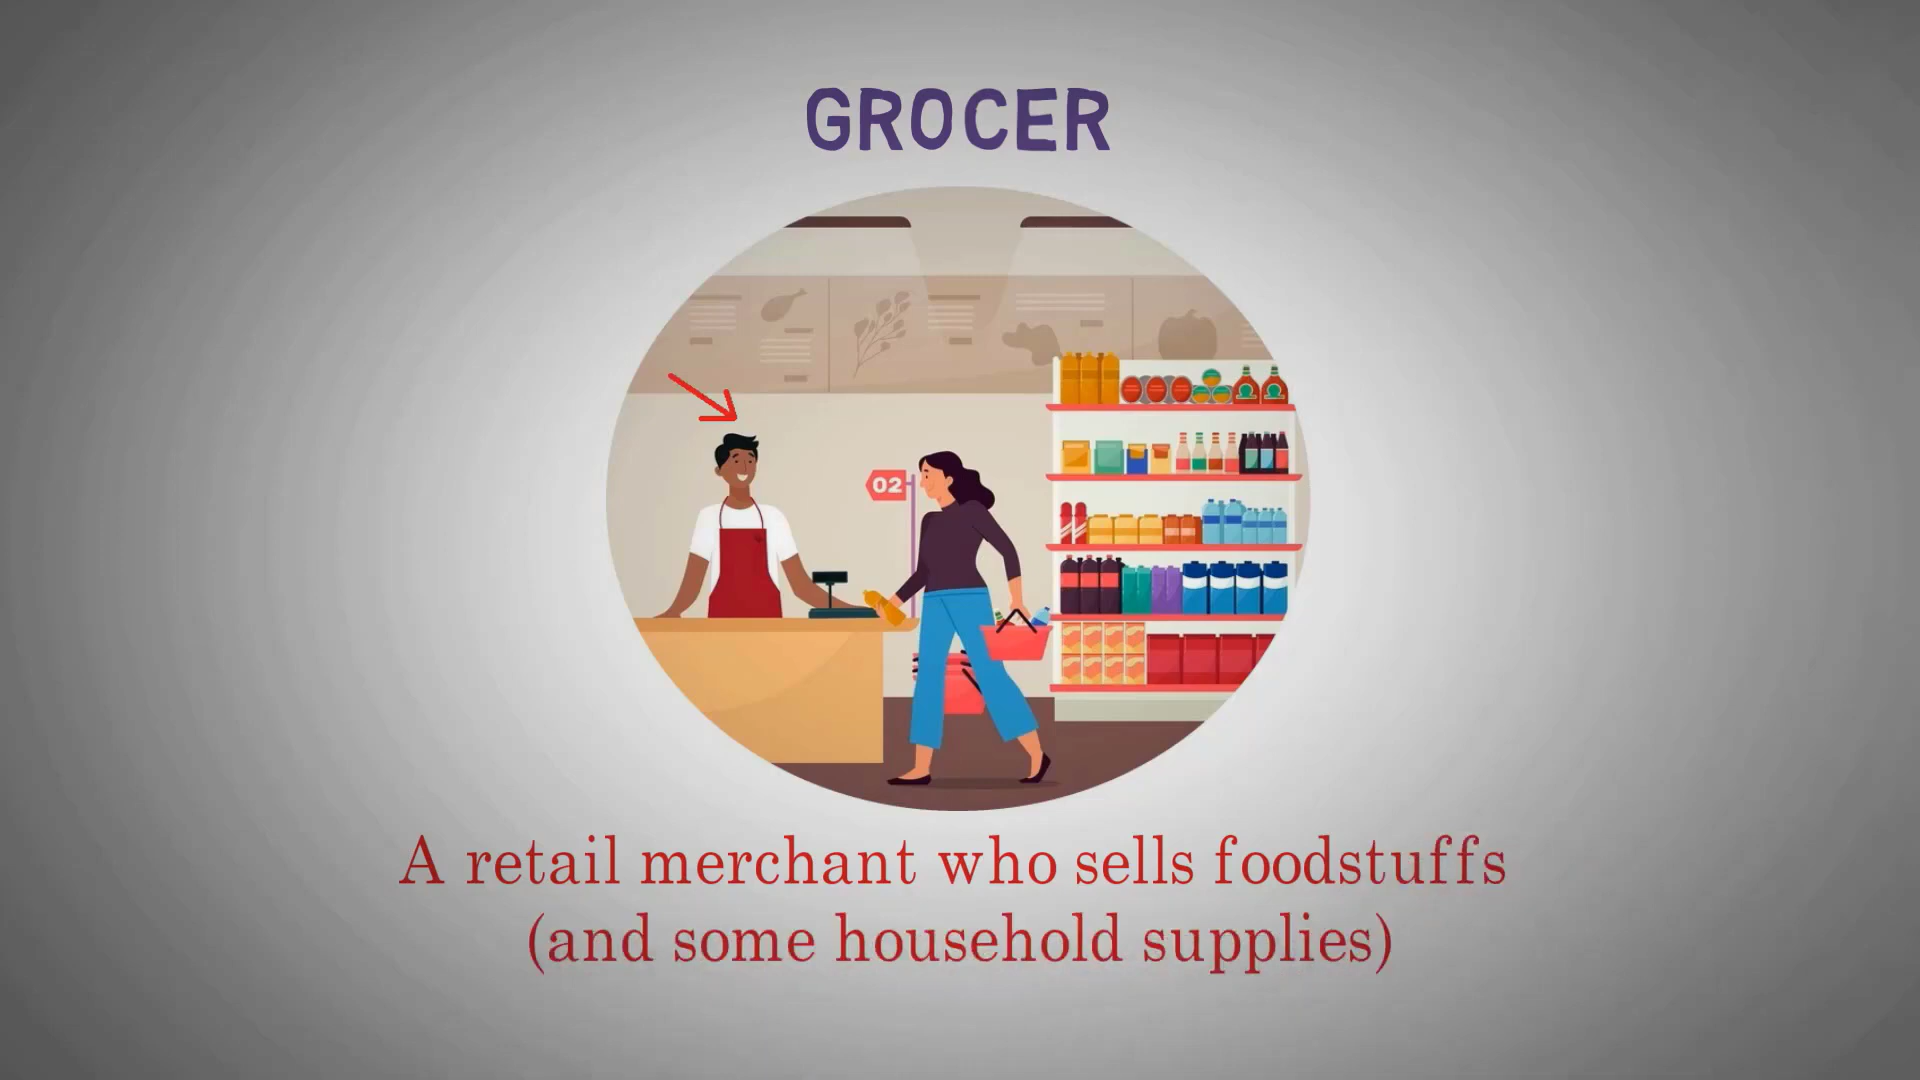 GROCER
02
A retail merchant who sells foodstuffs
(and some household supplies)